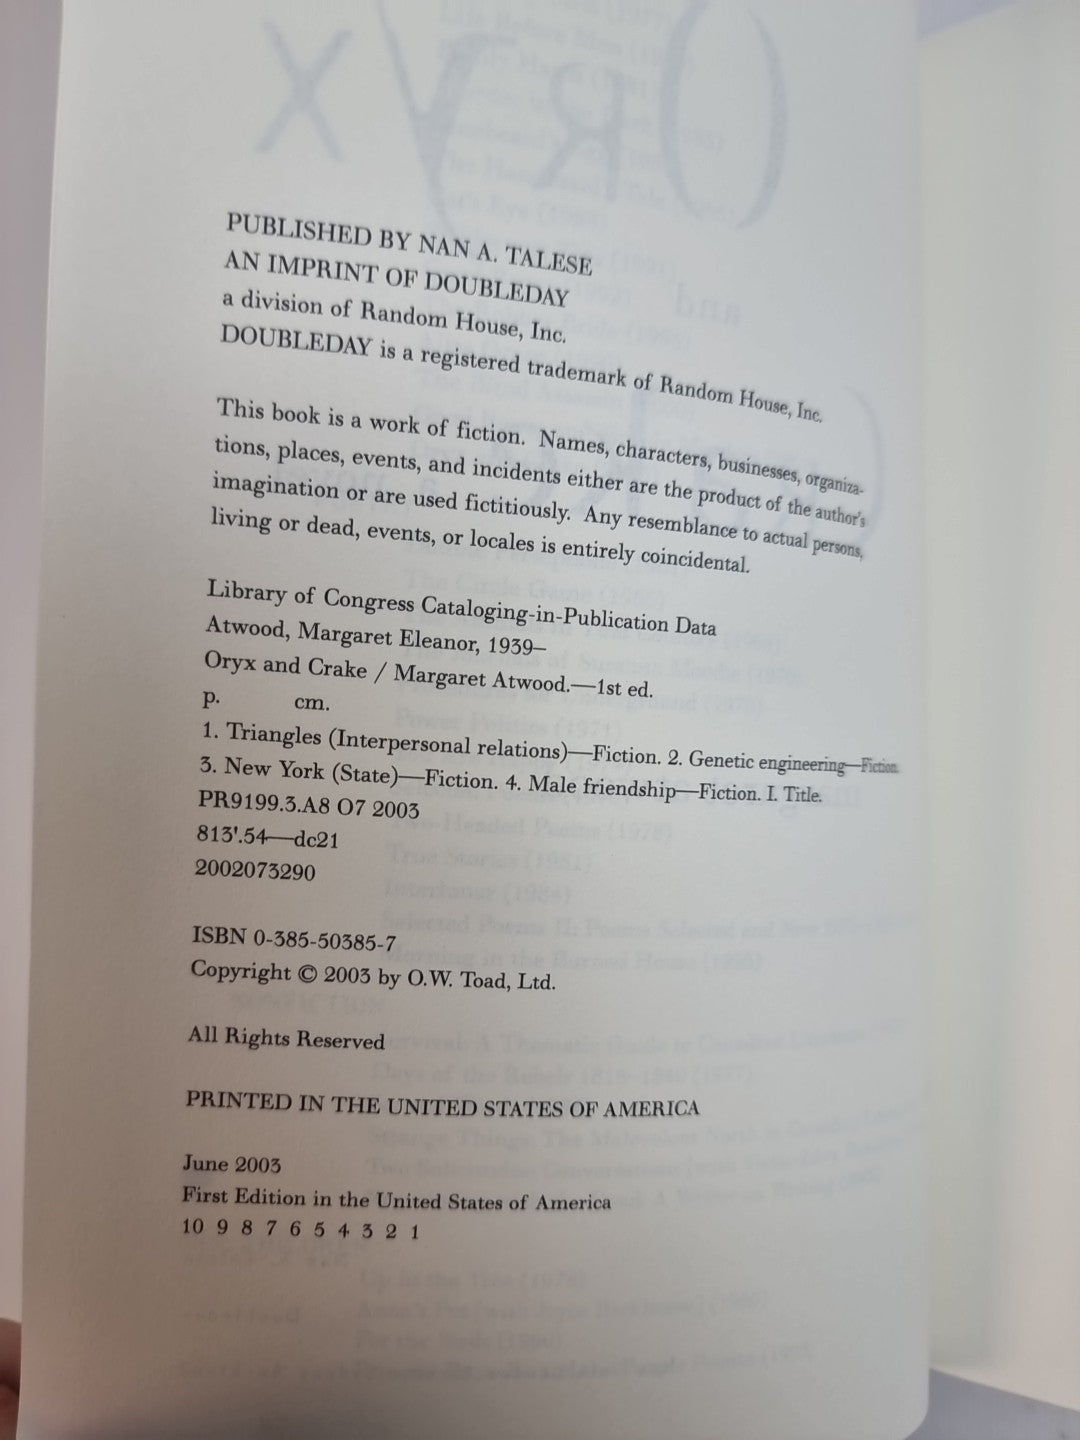 PUBLISHED BY NAN A. TALESE
AN IMPRINT OF DOUBLEDAY
a division of Random House, Inc.
DOUBLEDAY is a registered trademark of Random House, Inc.
This book is a work of fiction. Names, characters, businesses, organiza-
tions, places, events, and incidents either are the product of the author's
imagination or are used fictitiously. Any resemblance to actual persons,
living or dead, events, or locales is entirely coincidental.
Library of Congress Cataloging-in-Publication Data
Atwood, Margaret Eleanor, 1939–
Oryx and Crake / Margaret Atwood.—1st ed.
p. cm.
1. Triangles (Interpersonal relations)—Fiction. 2. Genetic engineering—Fiction.
3. New York (State)—Fiction. 4. Male friendship—Fiction. I. Title.
PR9199.3.A8 O7 2003
813'.54—dc21
2002073290
ISBN 0-385-50385-7
Copyright © 2003 by O.W. Toad, Ltd.
All Rights Reserved
PRINTED IN THE UNITED STATES OF AMERICA
June 2003
First Edition in the United States of America
10 9 8 7 6 5 4 3 2 1